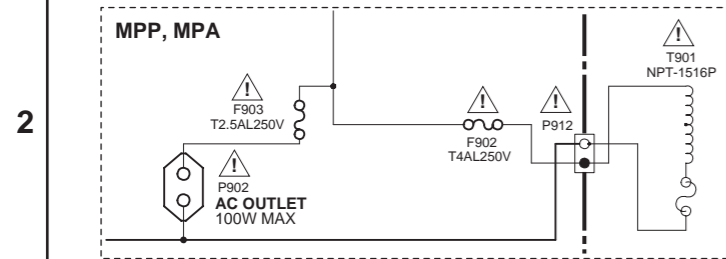 MPP, MPA
2
!
F903
T2.5AL250V
!
P902
AC OUTLET
100W MAX
!
F902
T4AL250V
!
P912
!
T901
NPT-1516P